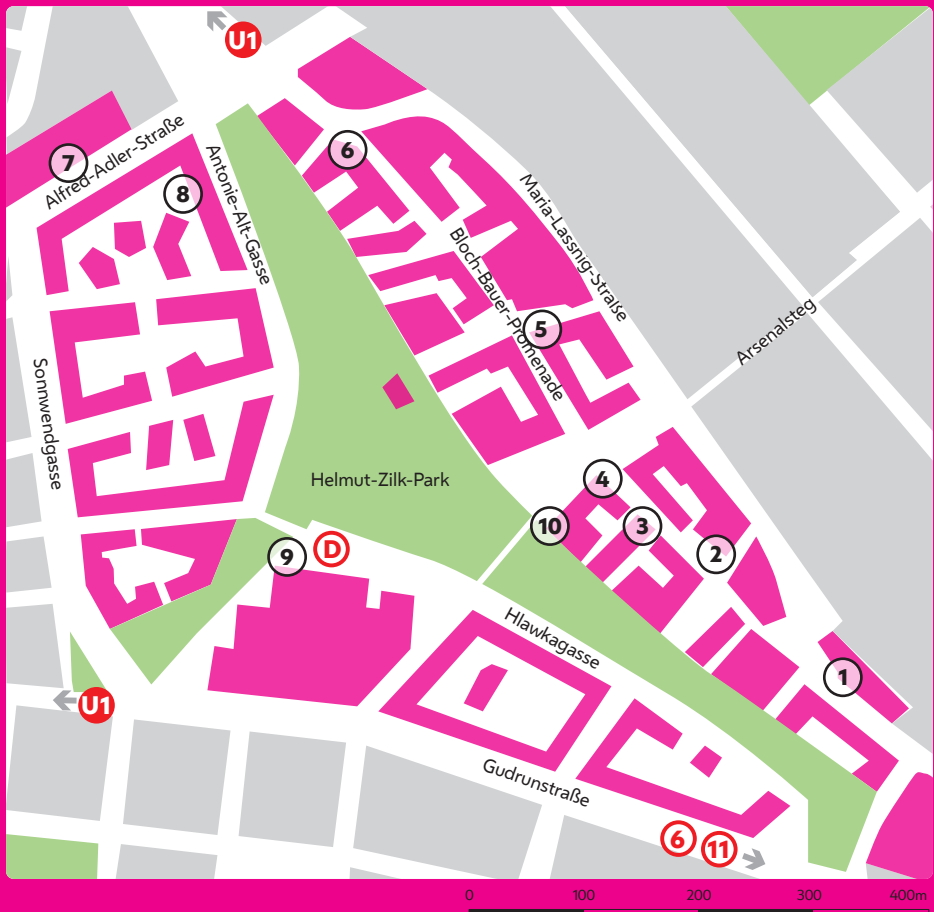 U1
6
7
Alfred-Adler-Straße
8
Antonie-Alt-Gasse
Maria-Lassnig-Straße
Bloch-Bauer-Promenade
5
Arsenalsteg
Sonnwendgasse
Helmut-Zilk-Park
4
10
3
9
D
2
Hlawkagasse
1
U1
Gudrunstraße
6
11
0
100
200
300
400m